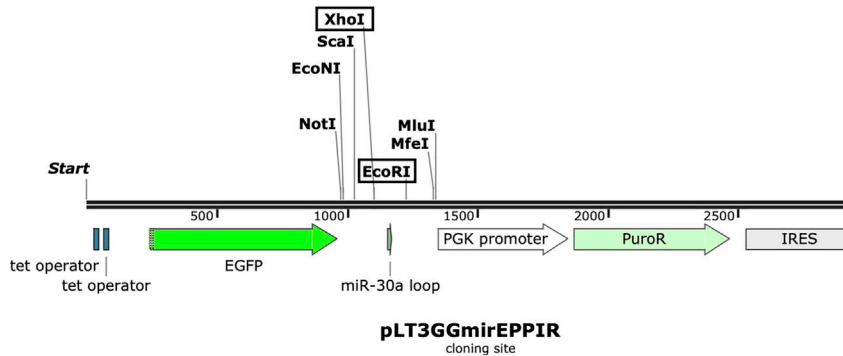 XhoI
ScaI
EcoNI
NotI
MluI
MfeI
EcoRI
Start
500
1000
1500
2000
2500
tet operator
tet operator
EGFP
miR-30a loop
PGK promoter
PuroR
IRES
pLT3GGmirEPPIR
cloning site